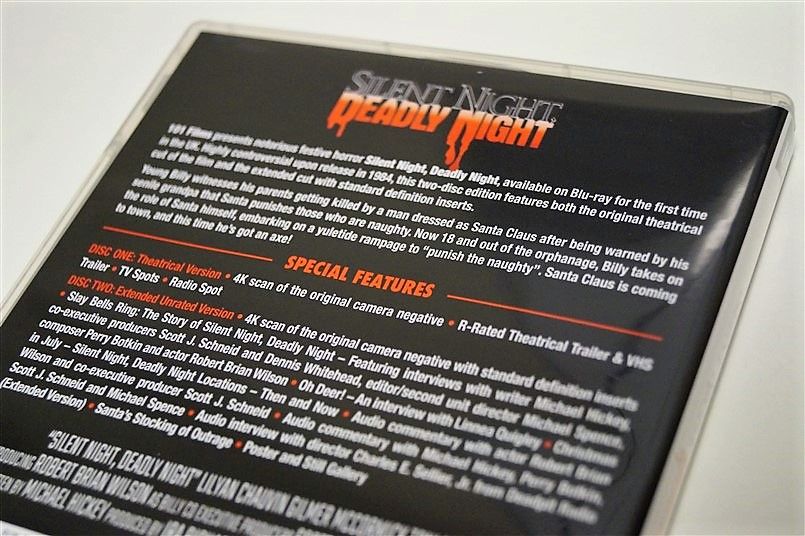 SILENT NIGHT,
DEADLY NIGHT
101 Films presents notorious festive horror Silent Night, Deadly Night, available on Blu-ray for the first time
in the UK. Highly controversial upon release in 1984, this two-disc edition features both the original theatrical
cut of the film and the extended cut with standard definition inserts.
Young Billy witnesses his parents getting killed by a man dressed as Santa Claus after being warned by his
senile grandpa that Santa punishes those who are naughty. Now 18 and out of the orphanage, Billy takes on
the role of Santa himself, embarking on a yuletide rampage to "punish the naughty". Santa Claus is coming
to town, and this time he's got an axe!
SPECIAL FEATURES
DISC ONE: Theatrical Version • 4K scan of the original camera negative • R-Rated Theatrical Trailer & VHS
Trailer • TV Spots • Radio Spot
DISC TWO: Extended Unrated Version • 4K scan of the original camera negative with standard definition inserts
• Slay Bells Ring: The Story of Silent Night, Deadly Night – Featuring interviews with writer Michael Hickey,
co-executive producers Scott J. Schneid and Dennis Whitehead, editor/second unit director Michael Spence,
composer Perry Botkin and actor Robert Brian Wilson • Oh Deer! – An interview with Linnea Quigley • Christmas
in July – Silent Night, Deadly Night Locations – Then and Now • Audio commentary with actor Robert Brian
Wilson and co-executive producer Scott J. Schneid • Audio commentary with Michael Hickey, Perry Botkin,
Scott J. Schneid and Michael Spence • Audio interview with director Charles E. Sellier, Jr. from Deadpit Radio
(Extended Version) • Santa's Stocking of Outrage • Poster and Still Gallery
"SILENT NIGHT, DEADLY NIGHT" LILYAN CHAUVIN GILMER MCCORMICK
ROBERT BRIAN WILSON AS BILLY CO EXECUTIVE
MICHAEL HICKEY PRODUCED BY